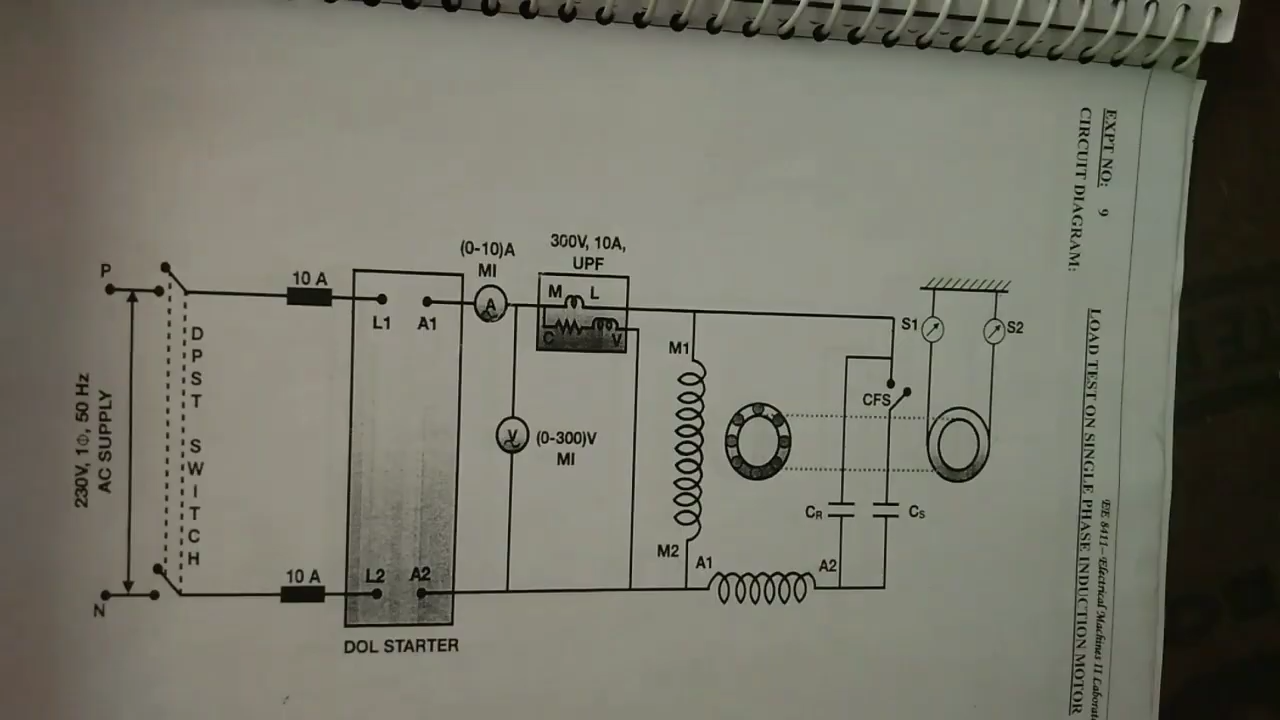 EE 8411–Electrical Machines II
EXPT NO: 9
LOAD TEST ON SINGLE PHASE INDUCTION MOTOR
CIRCUIT DIAGRAM:
(0-10)A
MI
300V, 10A,
UPF
P
10 A
A
M L
C V
L1
A1
S1
S2
M1
CFS
230V, 1Φ, 50 Hz
AC SUPPLY
DPST SWITCH
V
(0-300)V
MI
CR
CS
M2
A1
A2
10 A
L2
A2
N
DOL STARTER